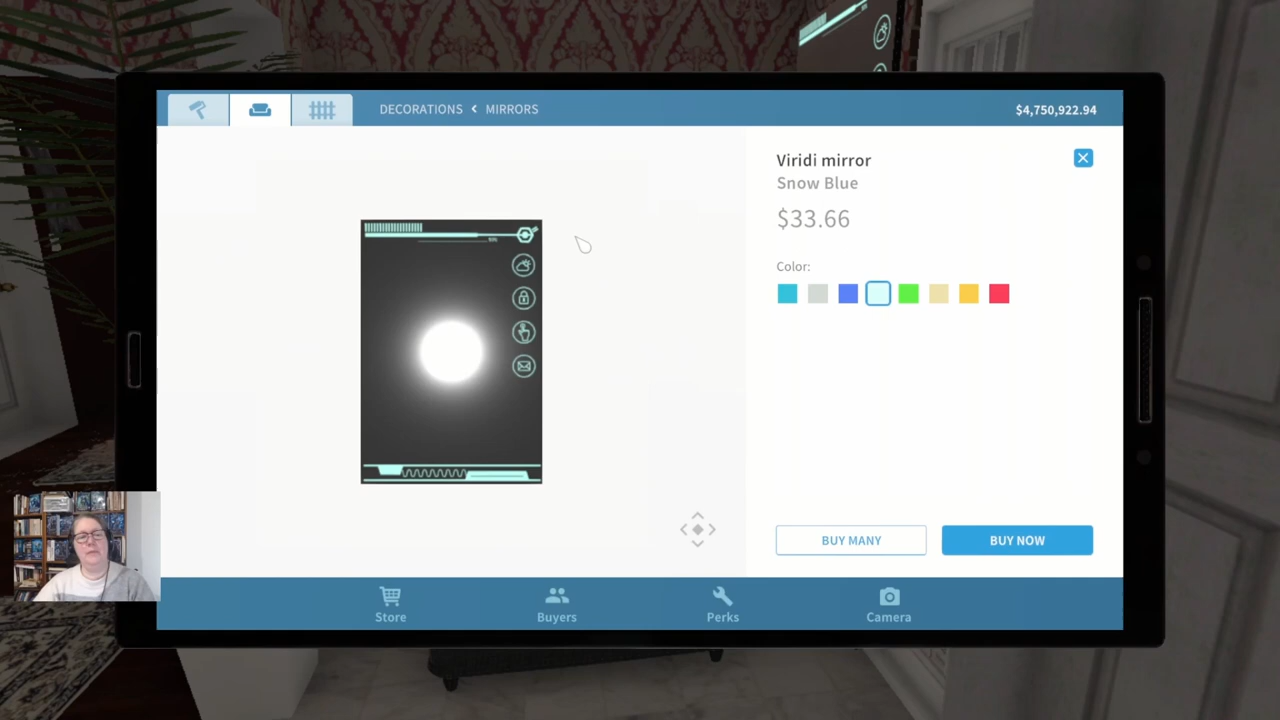 DECORATIONS < MIRRORS
$4,750,922.94
Viridi mirror
Snow Blue
$33.66
Color:
BUY MANY
BUY NOW
Store
Buyers
Perks
Camera